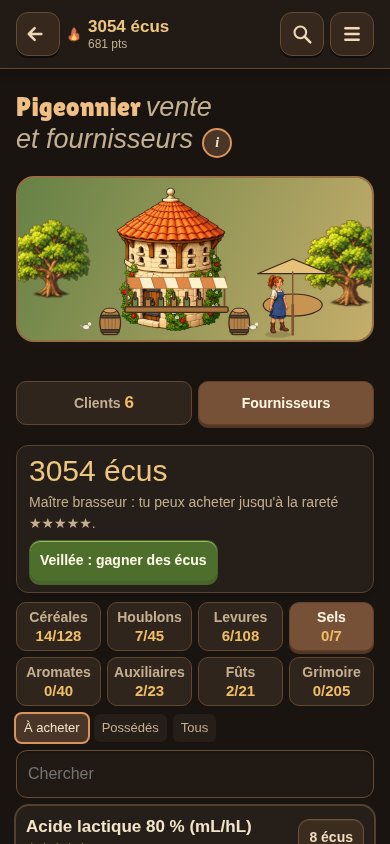 3054 écus
681 pts
Pigeonnier vente
et fournisseurs i
Clients 6
Fournisseurs
3054 écus
Maître brasseur : tu peux acheter jusqu'à la rareté
★★★★★.
Veillée : gagner des écus
Céréales
14/128
Houblons
7/45
Levures
6/108
Sels
0/7
Aromates
0/40
Auxiliaires
2/23
Fûts
2/21
Grimoire
0/205
À acheter
Possédés
Tous
Chercher
Acide lactique 80 % (mL/hL)
8 écus